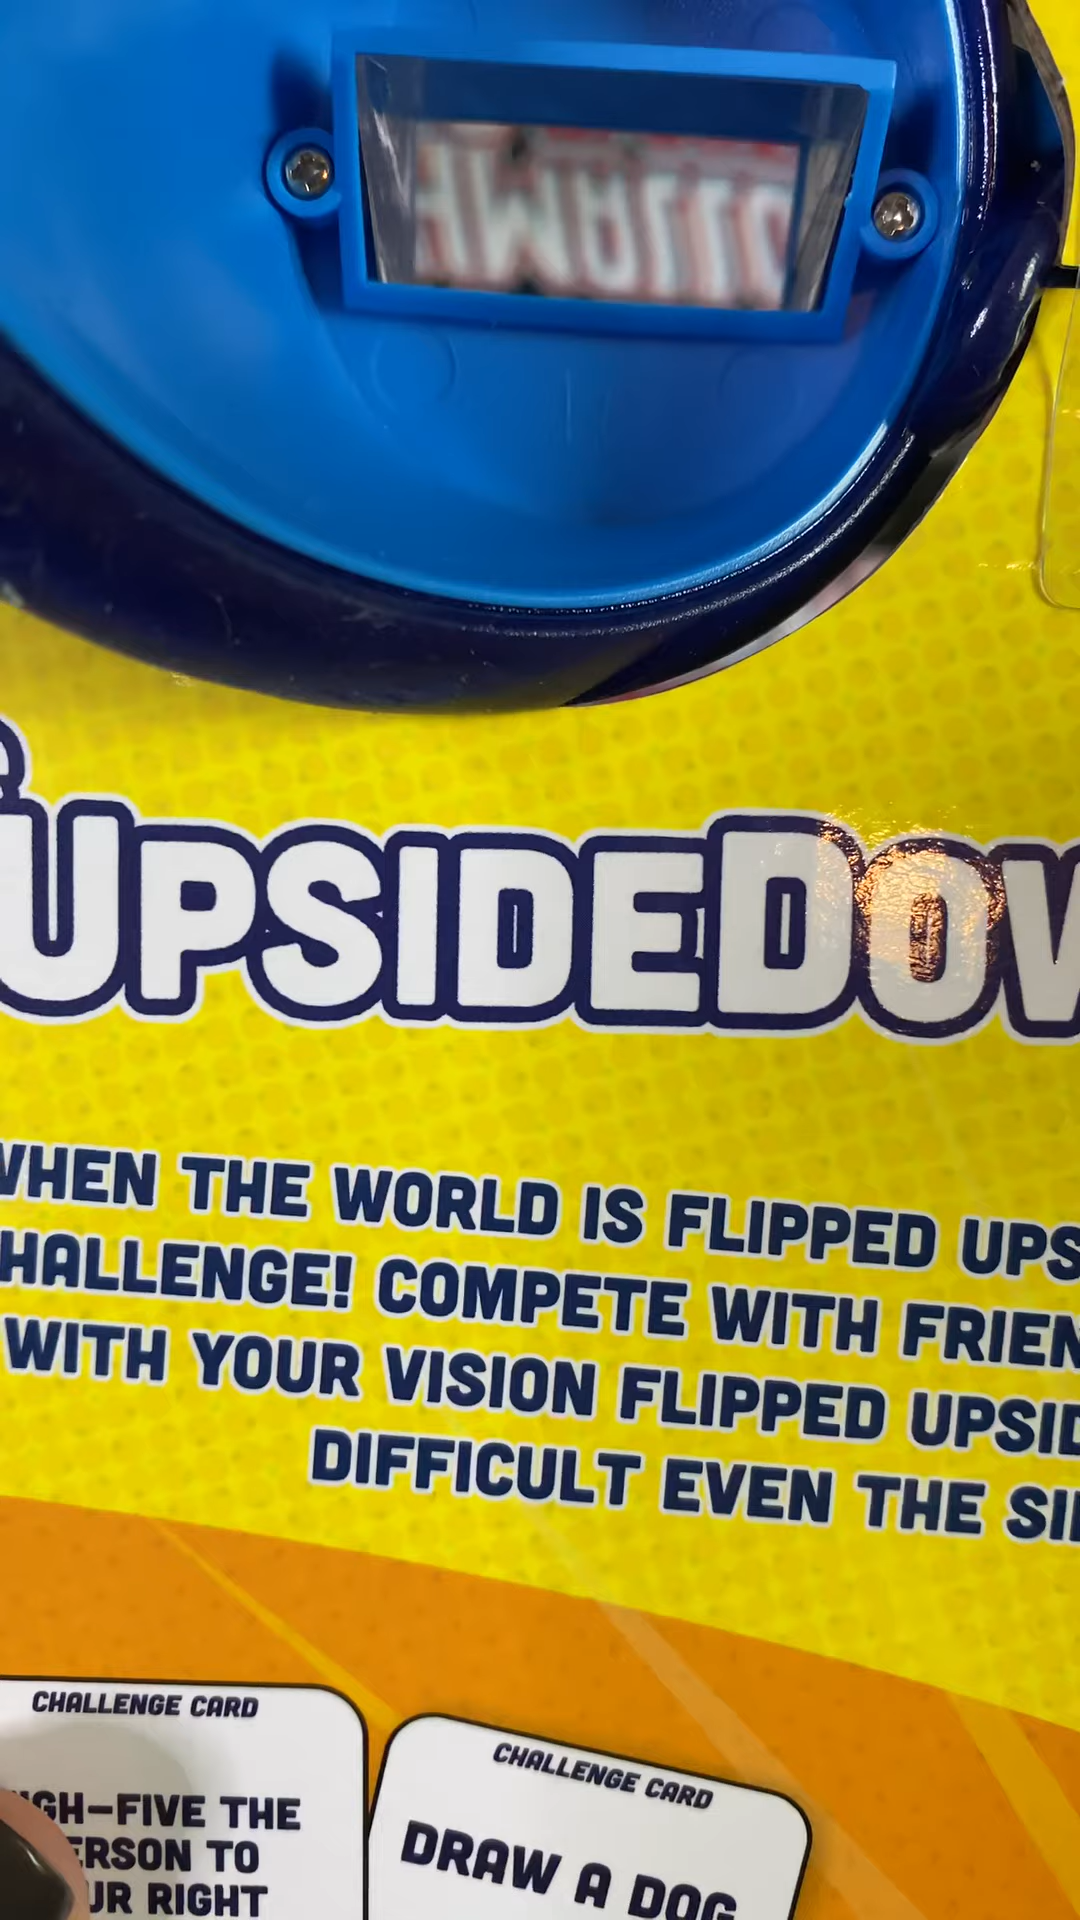 UPSIDEDOW
WHEN THE WORLD IS FLIPPED UPS
HALLENGE! COMPETE WITH FRIEN
WITH YOUR VISION FLIPPED UPSID
DIFFICULT EVEN THE SI
CHALLENGE CARD
IGH-FIVE THE
ERSON TO
UR RIGHT
CHALLENGE CARD
DRAW A DOG